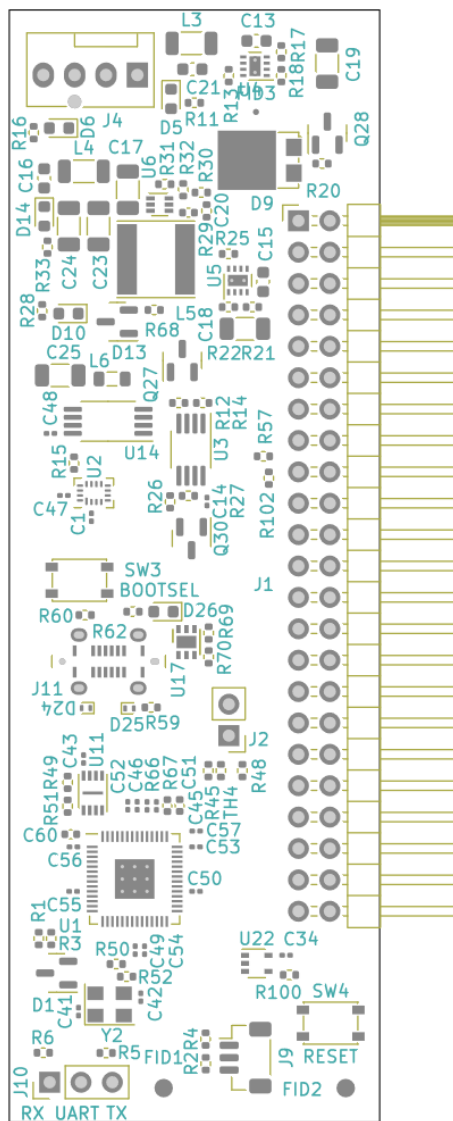 L3
C13
R17
C19
C21
U4
R18
FID3
R13
J4
D5
R11
R16
D6
Q28
L4
C17
U6
R31
R32
R30
C16
R20
D9
D14
C20
R29
R25
C15
R33
C24
C23
U5
R28
L5
C18
D10
R68
D13
R22
R21
C25
L6
Q27
C48
R12
R14
U14
U3
R57
R15
U2
R26
C14
R27
R102
C47
C1
Q30
SW3
BOOTSEL
J1
R60
D26
R69
R62
R70
U17
J11
D24
D25
R59
J2
C43
U11
R49
C52
C46
R66
R67
C51
R48
R51
C45
R45
TH4
C60
C57
C56
C53
C50
C55
R1
U1
R3
R50
C49
C54
U22
C34
R52
D1
C41
C42
R100
SW4
Y2
R6
R5
FID1
R4
R2
J9
RESET
J10
FID2
RX UART TX